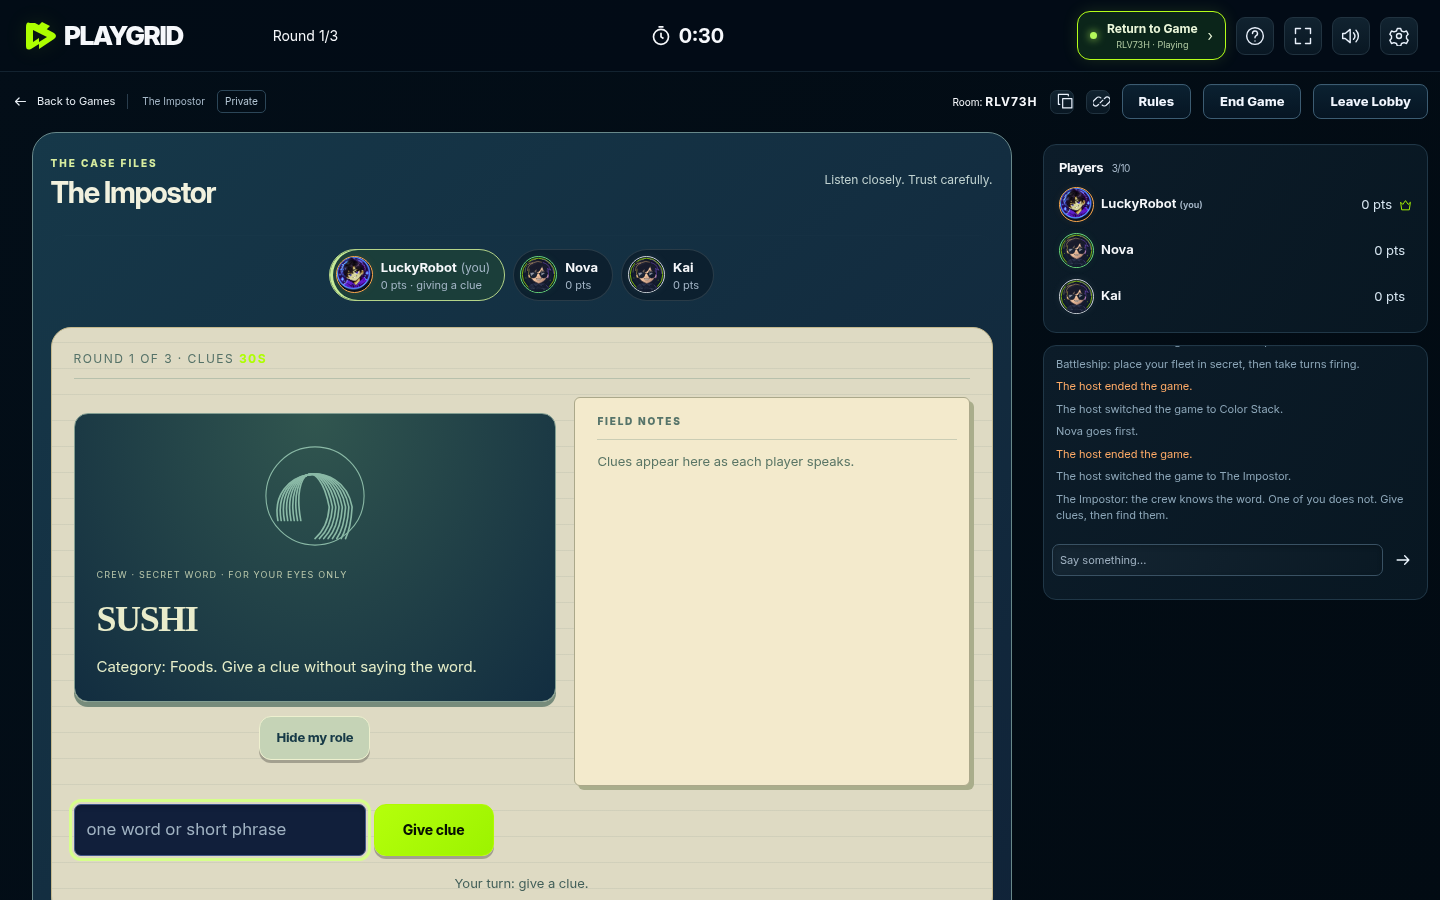 PLAYGRID
Round 1/3
0:30
Return to Game
RLV73H · Playing
Back to Games
The Impostor
Private
Room: RLV73H
Rules
End Game
Leave Lobby
THE CASE FILES
The Impostor
Listen closely. Trust carefully.
LuckyRobot (you)
0 pts · giving a clue
Nova
0 pts
Kai
0 pts
ROUND 1 OF 3 · CLUES 30S
CREW · SECRET WORD · FOR YOUR EYES ONLY
SUSHI
Category: Foods. Give a clue without saying the word.
Hide my role
FIELD NOTES
Clues appear here as each player speaks.
one word or short phrase
Give clue
Your turn: give a clue.
Players 3/10
LuckyRobot (you)
0 pts
Nova
0 pts
Kai
0 pts
Battleship: place your fleet in secret, then take turns firing.
The host ended the game.
The host switched the game to Color Stack.
Nova goes first.
The host ended the game.
The host switched the game to The Impostor.
The Impostor: the crew knows the word. One of you does not. Give
clues, then find them.
Say something...